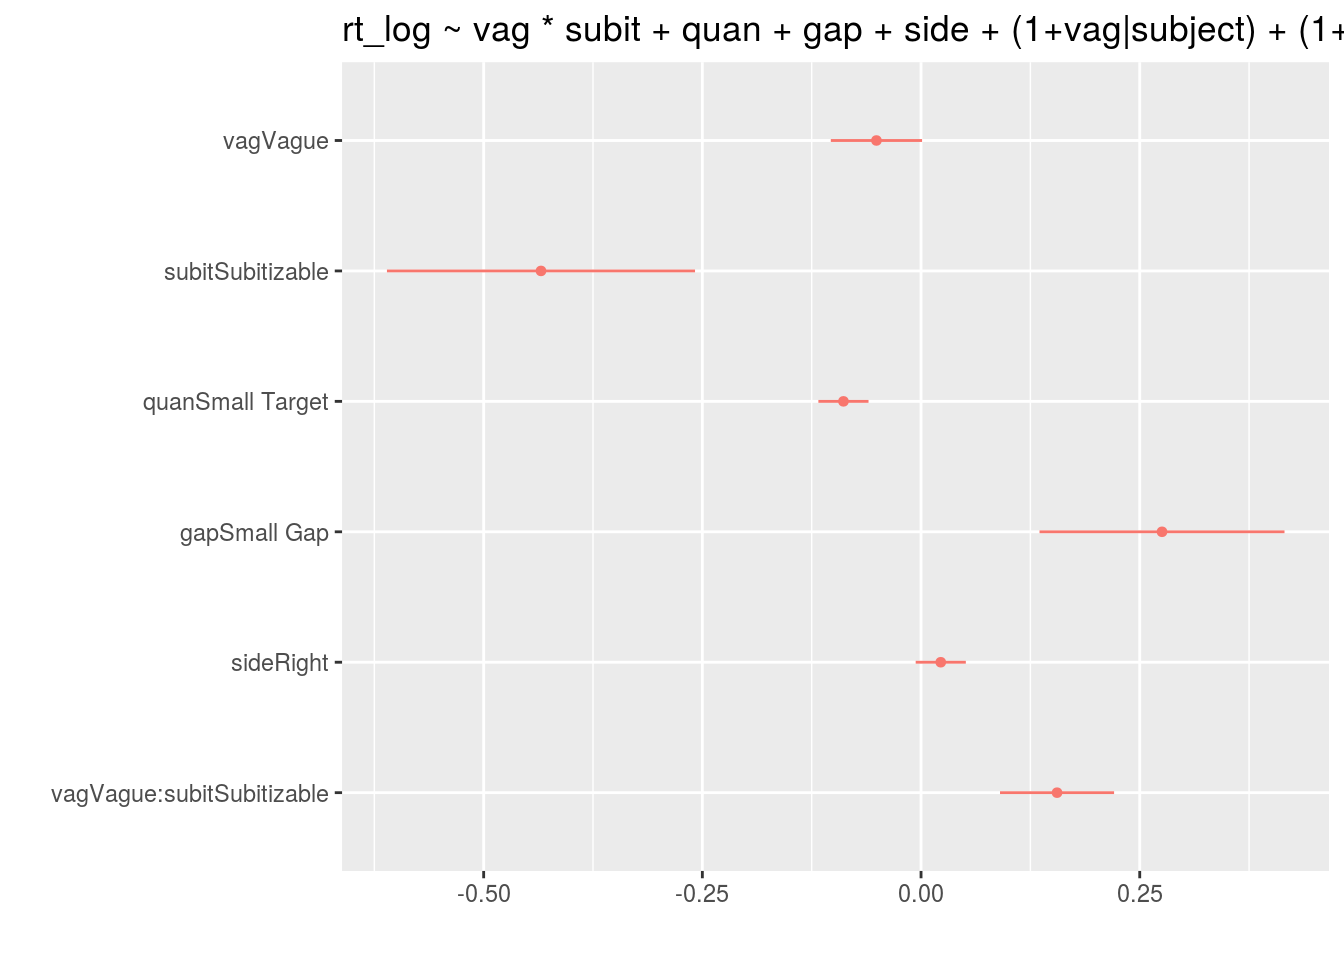 rt_log ~ vag * subit + quan + gap + side + (1+vag|subject) + (1+
vagVague
subitSubitizable
quanSmall Target
gapSmall Gap
sideRight
vagVague:subitSubitizable
-0.50 -0.25 0.00 0.25